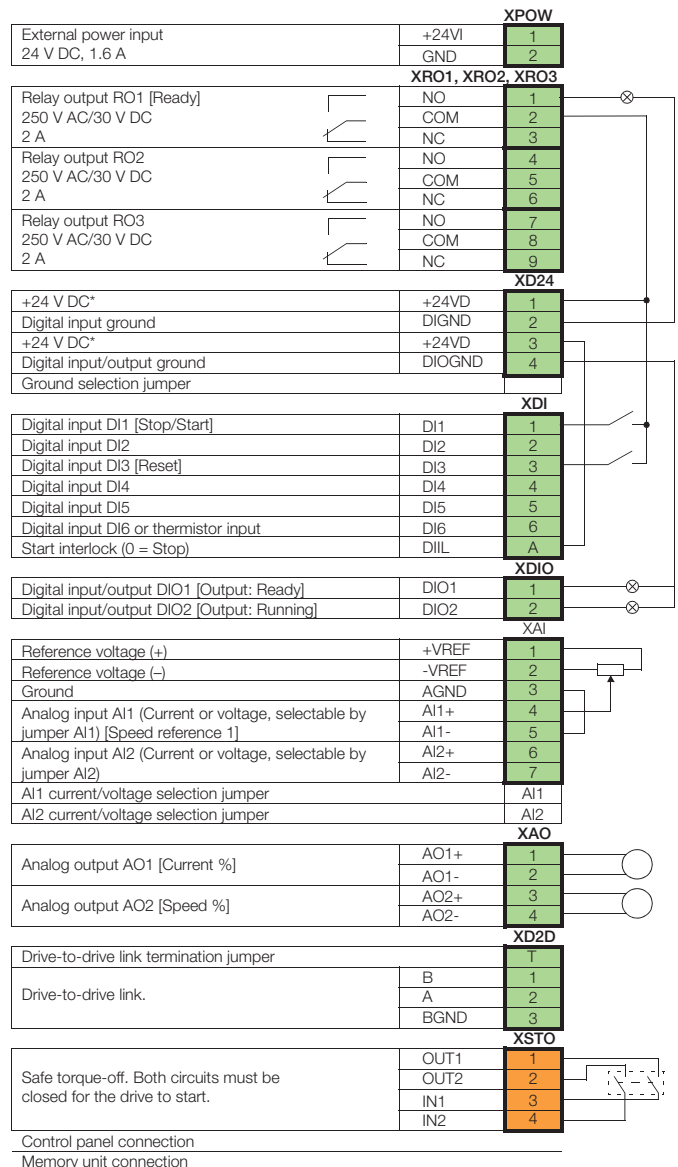 XPOW
External power input +24VI 1
24 V DC, 1.6 A GND 2
XRO1, XRO2, XRO3
Relay output RO1 [Ready] NO 1
250 V AC/30 V DC COM 2
2 A NC 3
Relay output RO2 NO 4
250 V AC/30 V DC COM 5
2 A NC 6
Relay output RO3 NO 7
250 V AC/30 V DC COM 8
2 A NC 9
XD24
+24 V DC* +24VD 1
Digital input ground DIGND 2
+24 V DC* +24VD 3
Digital input/output ground DIOGND 4
Ground selection jumper
XDI
Digital input DI1 [Stop/Start] DI1 1
Digital input DI2 DI2 2
Digital input DI3 [Reset] DI3 3
Digital input DI4 DI4 4
Digital input DI5 DI5 5
Digital input DI6 or thermistor input DI6 6
Start interlock (0 = Stop) DIIL A
XDIO
Digital input/output DIO1 [Output: Ready] DIO1 1
Digital input/output DIO2 [Output: Running] DIO2 2
XAI
Reference voltage (+) +VREF 1
Reference voltage (–) -VREF 2
Ground AGND 3
Analog input AI1 (Current or voltage, selectable by AI1+ 4
jumper AI1) [Speed reference 1] AI1- 5
Analog input AI2 (Current or voltage, selectable by AI2+ 6
jumper AI2) AI2- 7
AI1 current/voltage selection jumper AI1
AI2 current/voltage selection jumper AI2
XAO
Analog output AO1 [Current %] AO1+ 1
AO1- 2
Analog output AO2 [Speed %] AO2+ 3
AO2- 4
XD2D
Drive-to-drive link termination jumper T
Drive-to-drive link. B 1
A 2
BGND 3
XSTO
OUT1 1
Safe torque-off. Both circuits must be OUT2 2
closed for the drive to start. IN1 3
IN2 4
Control panel connection
Memory unit connection